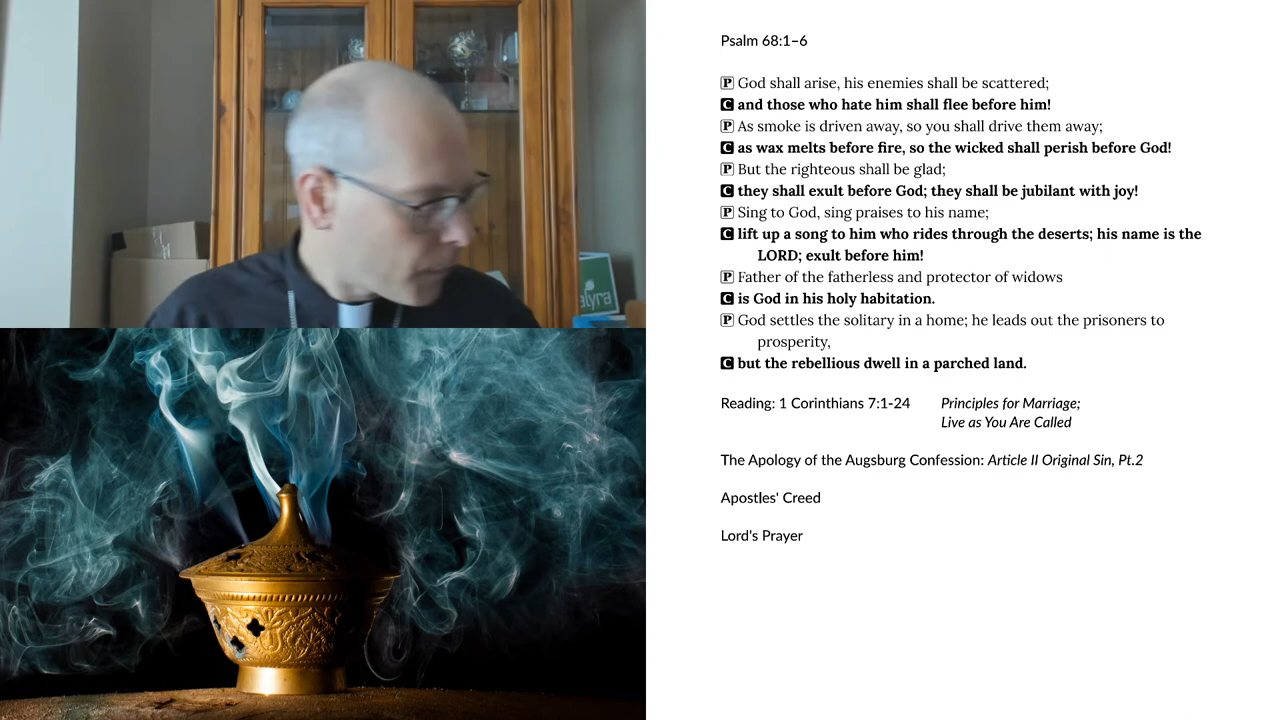 Psalm 68:1–6
P God shall arise, his enemies shall be scattered;
C and those who hate him shall flee before him!
P As smoke is driven away, so you shall drive them away;
C as wax melts before fire, so the wicked shall perish before God!
P But the righteous shall be glad;
C they shall exult before God; they shall be jubilant with joy!
P Sing to God, sing praises to his name;
C lift up a song to him who rides through the deserts; his name is the
LORD; exult before him!
P Father of the fatherless and protector of widows
C is God in his holy habitation.
P God settles the solitary in a home; he leads out the prisoners to
prosperity,
C but the rebellious dwell in a parched land.
Reading: 1 Corinthians 7:1-24 Principles for Marriage;
Live as You Are Called
The Apology of the Augsburg Confession: Article II Original Sin, Pt.2
Apostles' Creed
Lord's Prayer